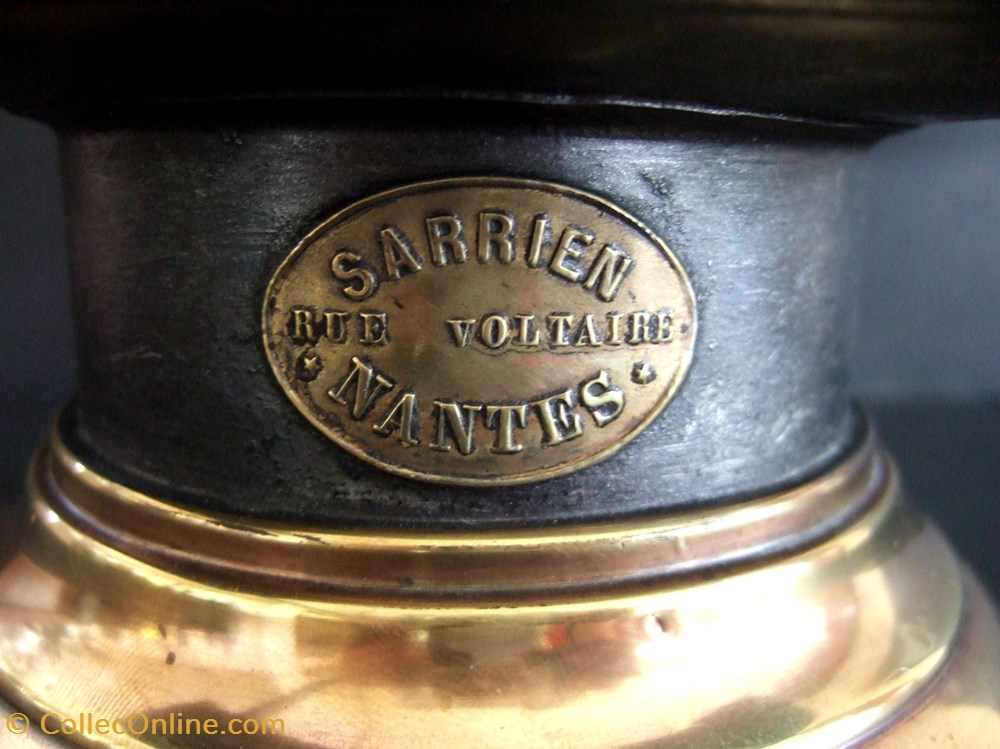 SARRIEN
RUE VOLTAIRE
NANTES
© CollecOnline.com